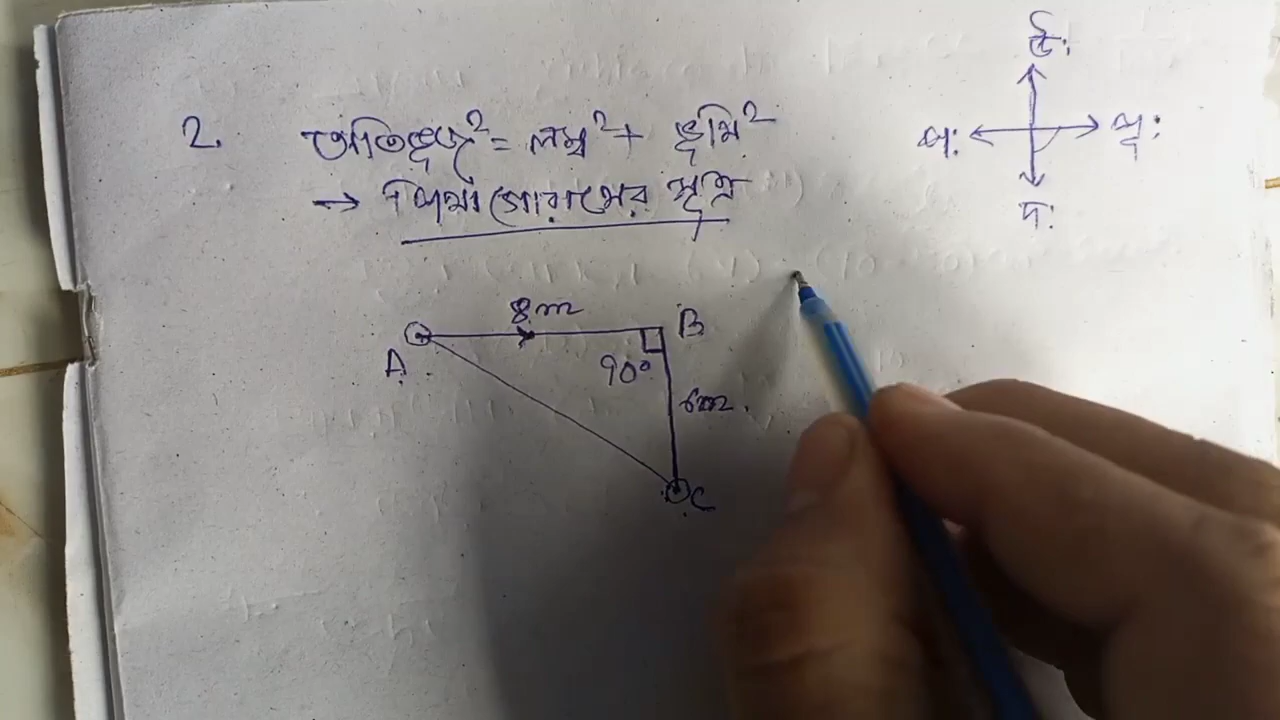 2. অতিভুজ² = লম্ব² + ভূমি²
→ পিথাগোরাসের সূত্র
উ:
প: পূ:
দ:
8m
A B
90°
6m.
C